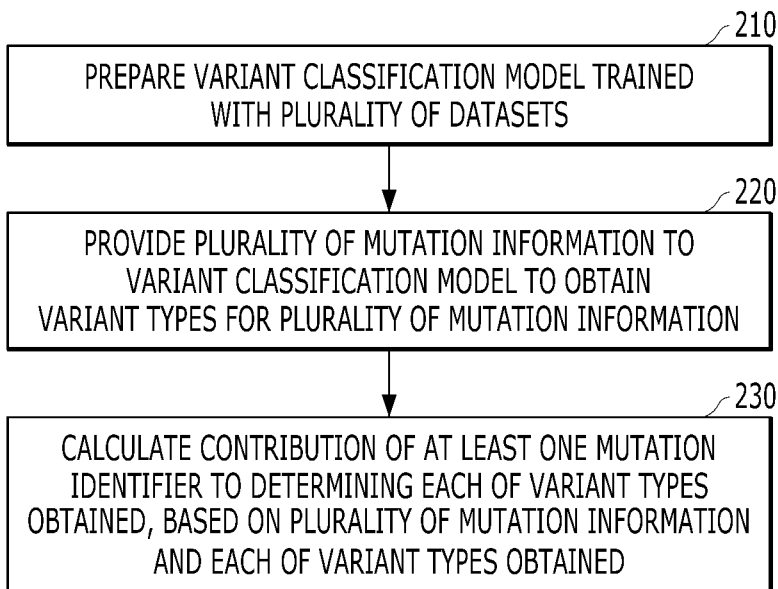 210
PREPARE VARIANT CLASSIFICATION MODEL TRAINED
WITH PLURALITY OF DATASETS
220
PROVIDE PLURALITY OF MUTATION INFORMATION TO
VARIANT CLASSIFICATION MODEL TO OBTAIN
VARIANT TYPES FOR PLURALITY OF MUTATION INFORMATION
230
CALCULATE CONTRIBUTION OF AT LEAST ONE MUTATION
IDENTIFIER TO DETERMINING EACH OF VARIANT TYPES
OBTAINED, BASED ON PLURALITY OF MUTATION INFORMATION
AND EACH OF VARIANT TYPES OBTAINED